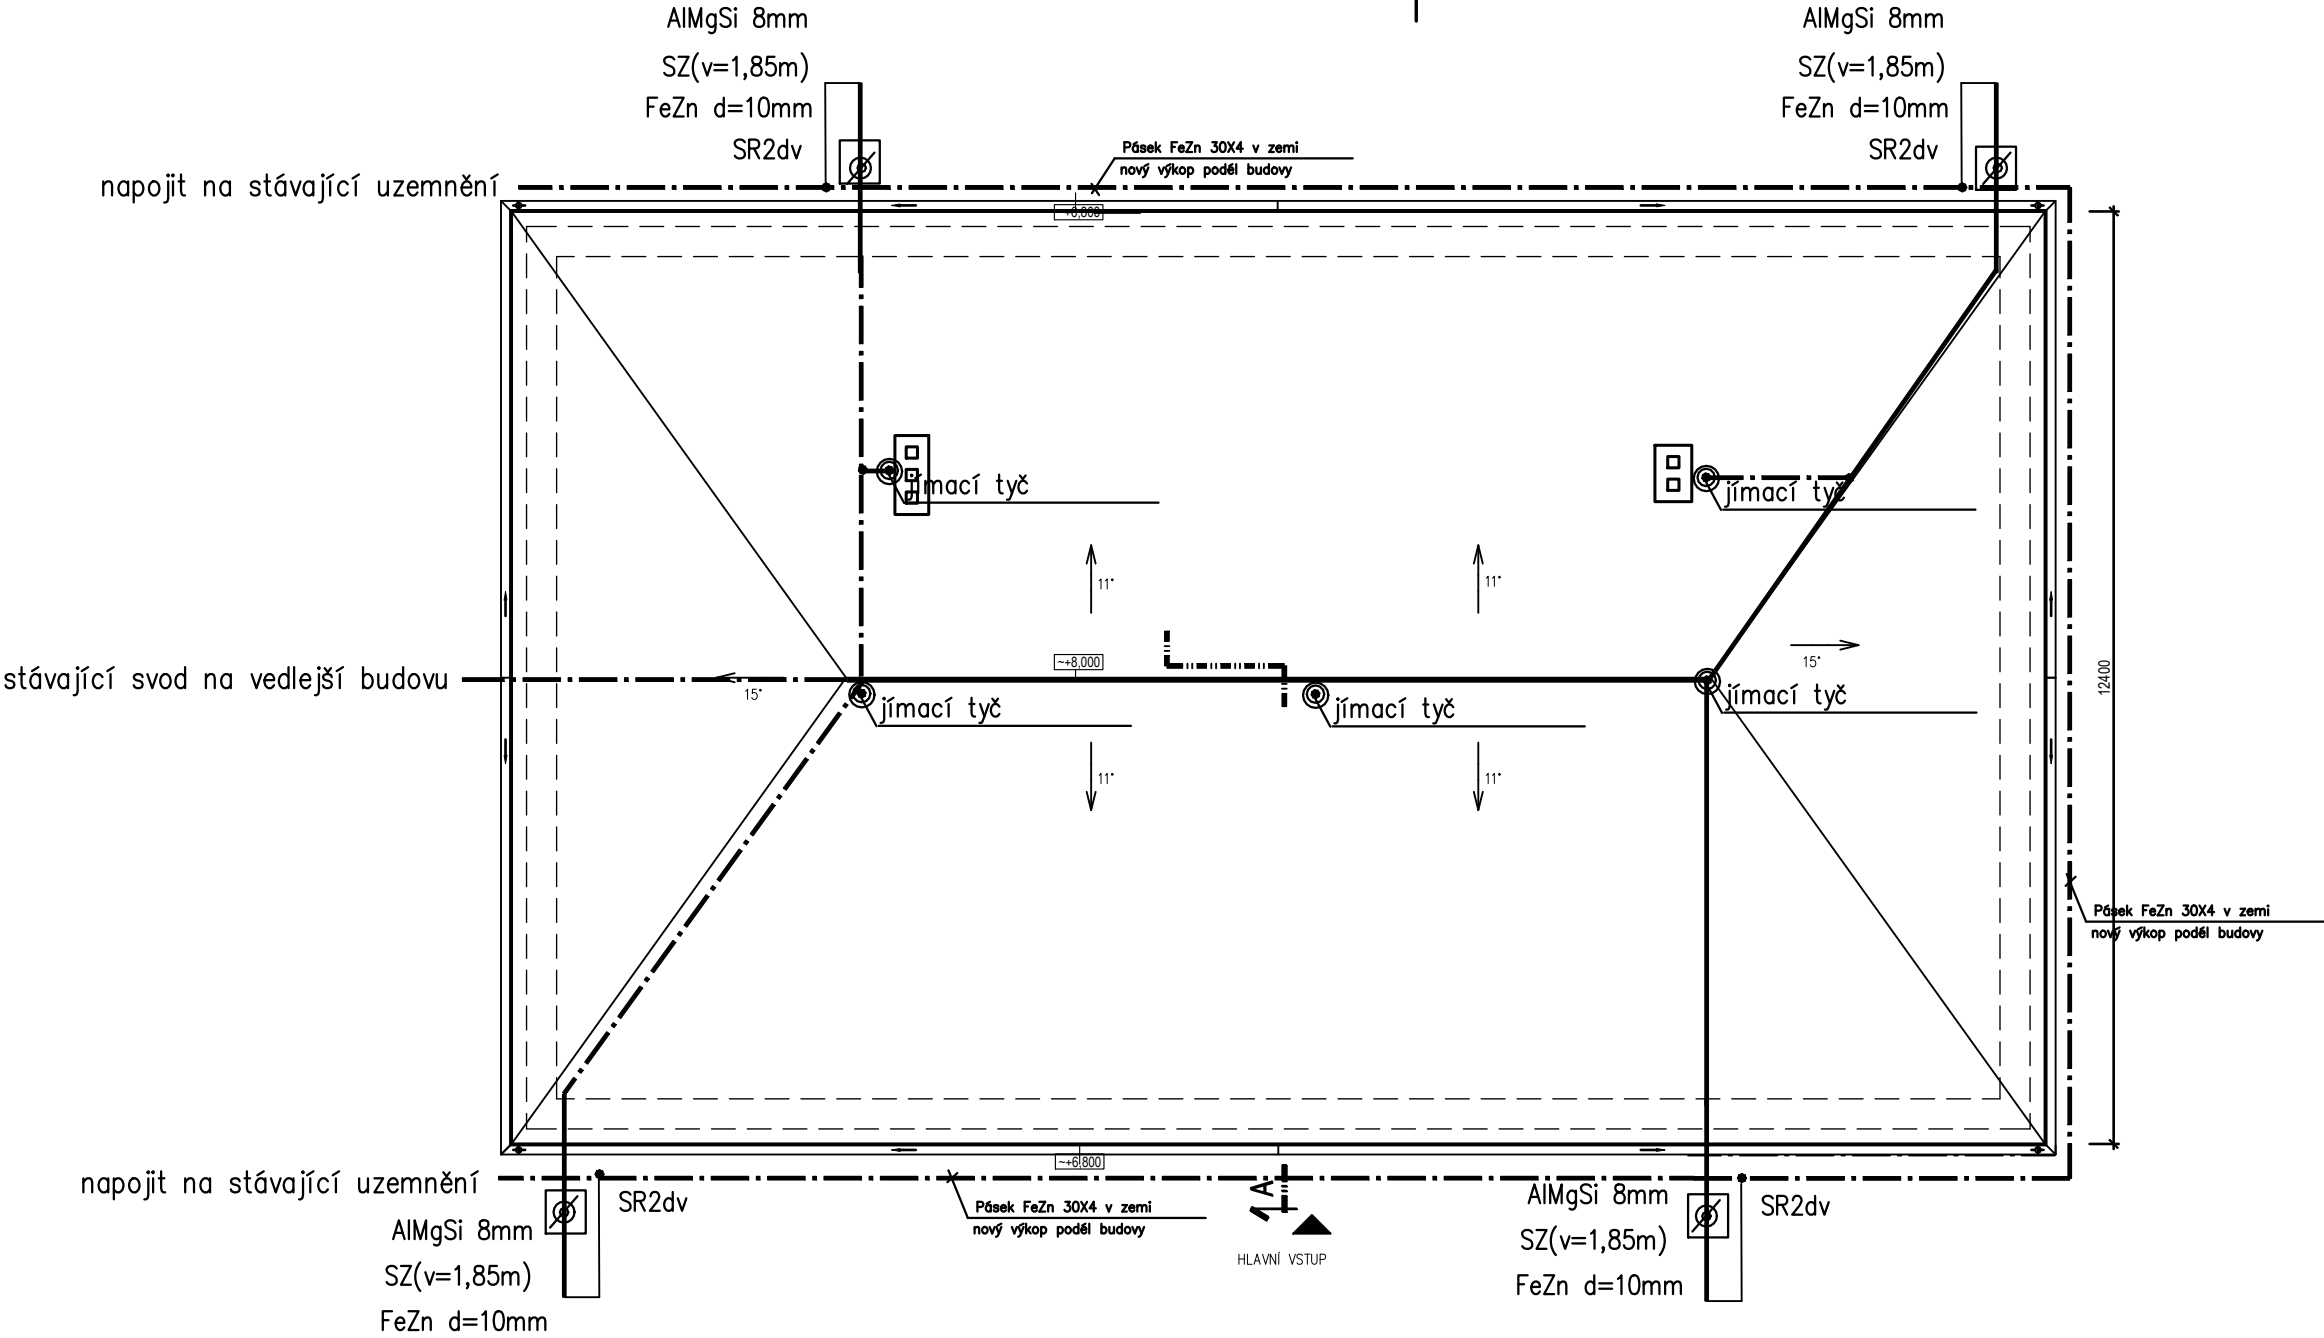 AlMgSi 8mm
SZ(v=1,85m)
FeZn d=10mm
SR2dv
AlMgSi 8mm
SZ(v=1,85m)
FeZn d=10mm
SR2dv
Pásek FeZn 30X4 v zemi
nový výkop podél budovy
napojit na stávající uzemnění
jímací tyč
jímací tyč
11°
11°
~+8,000
15°
stávající svod na vedlejší budovu
15°
jímací tyč
jímací tyč
jímací tyč
12400
11°
11°
Pásek FeZn 30X4 v zemi
nový výkop podél budovy
~+6,800
napojit na stávající uzemnění
SR2dv
AlMgSi 8mm
SZ(v=1,85m)
FeZn d=10mm
Pásek FeZn 30X4 v zemi
nový výkop podél budovy
A
1
HLAVNÍ VSTUP
AlMgSi 8mm
SR2dv
SZ(v=1,85m)
FeZn d=10mm